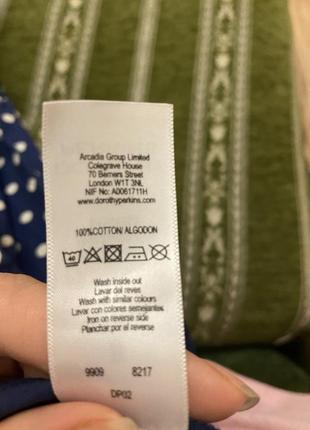 Arcadia Group Limited
Colegrave House
70 Berners Street
London W1T 3NL
NIF No: A0061711H
www.dorothyperkins.com
100%COTTON/ALGODON
40
Wash inside out
Lavar del reves
Wash with similar colours
Lavar con colores semejantes
Iron on reverse side
Planchar por el reverso
9909 8217
DP02